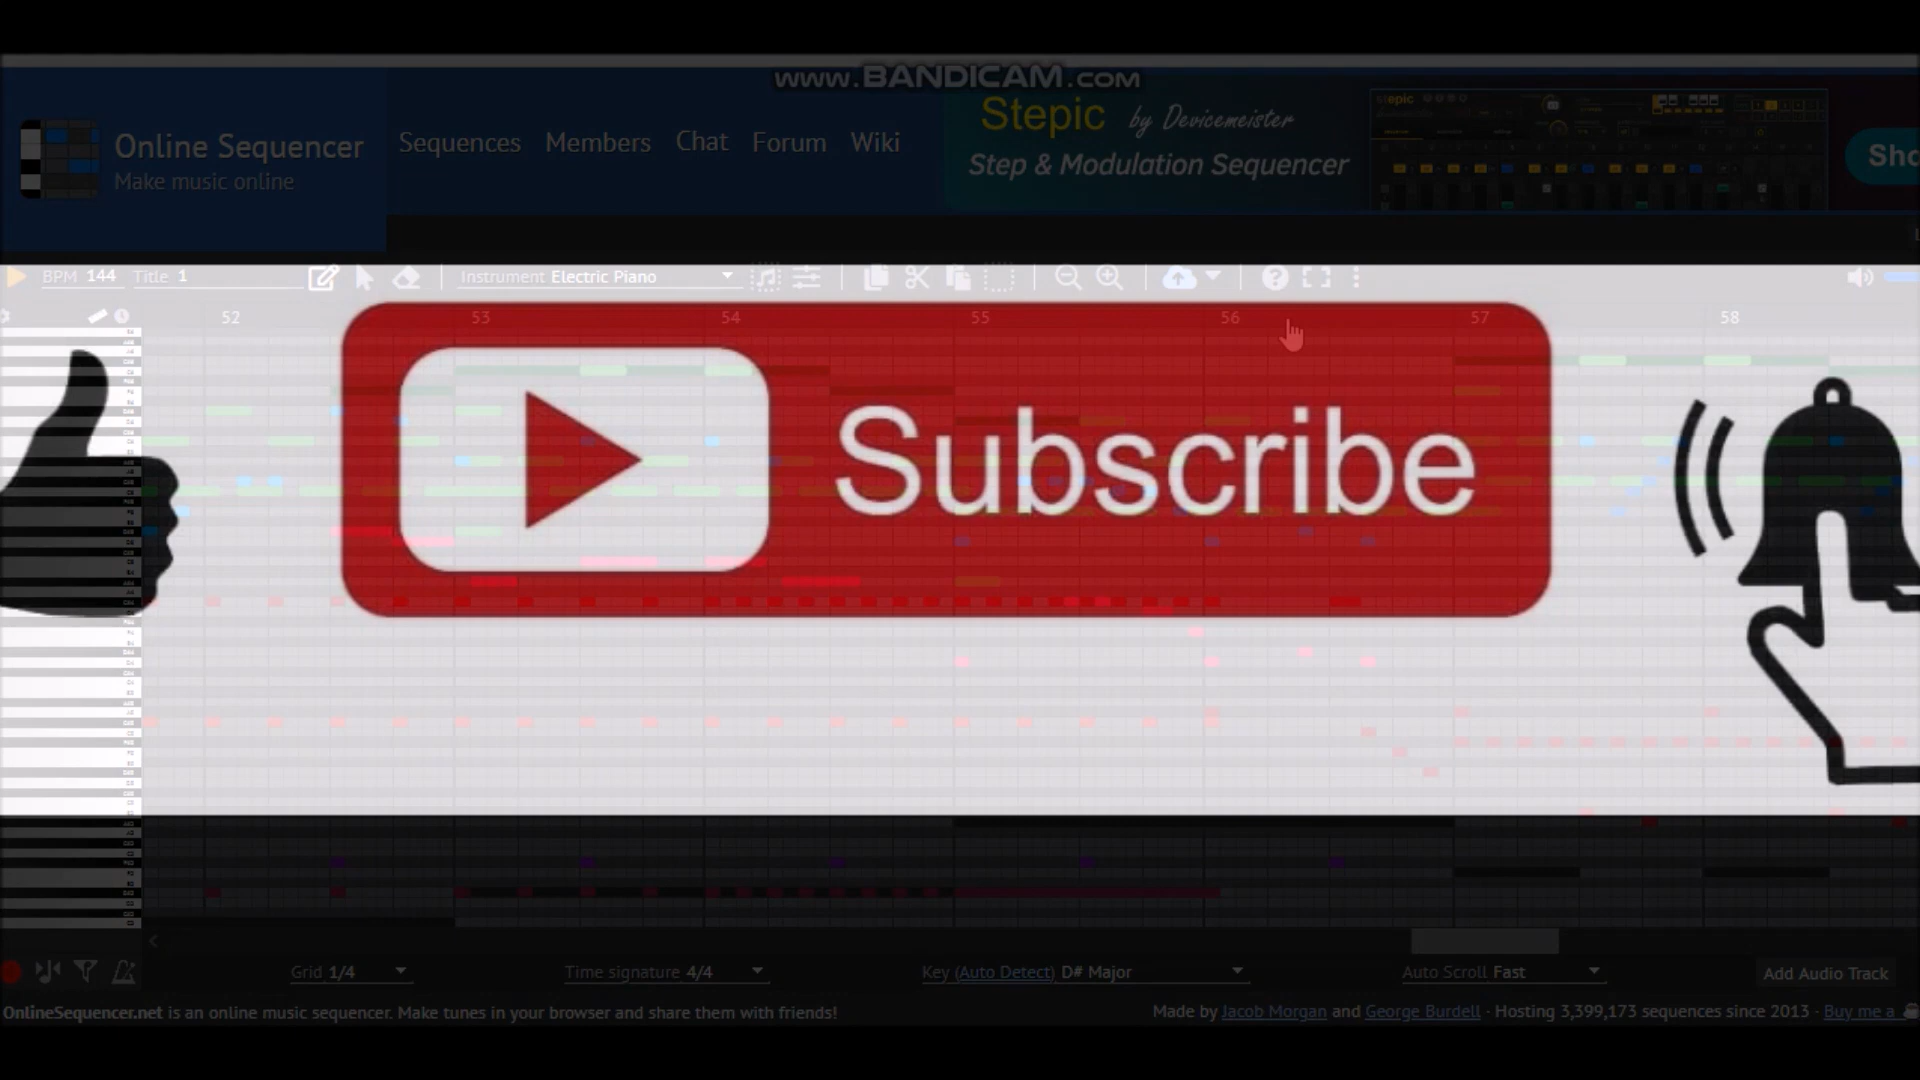 www.BANDICAM.com
Online Sequencer
Make music online
Sequences Members Chat Forum Wiki
Stepic by Devicemeister
Step & Modulation Sequencer
stepic
Sho
BPM 144 Title 1
Instrument Electric Piano
52 53 54 55 56 57 58
Subscribe
Grid 1/4
Time signature 4/4
Key (Auto Detect) D# Major
Auto Scroll Fast
Add Audio Track
OnlineSequencer.net is an online music sequencer. Make tunes in your browser and share them with friends!
Made by Jacob Morgan and George Burdell · Hosting 3,399,173 sequences since 2013 · Buy me a